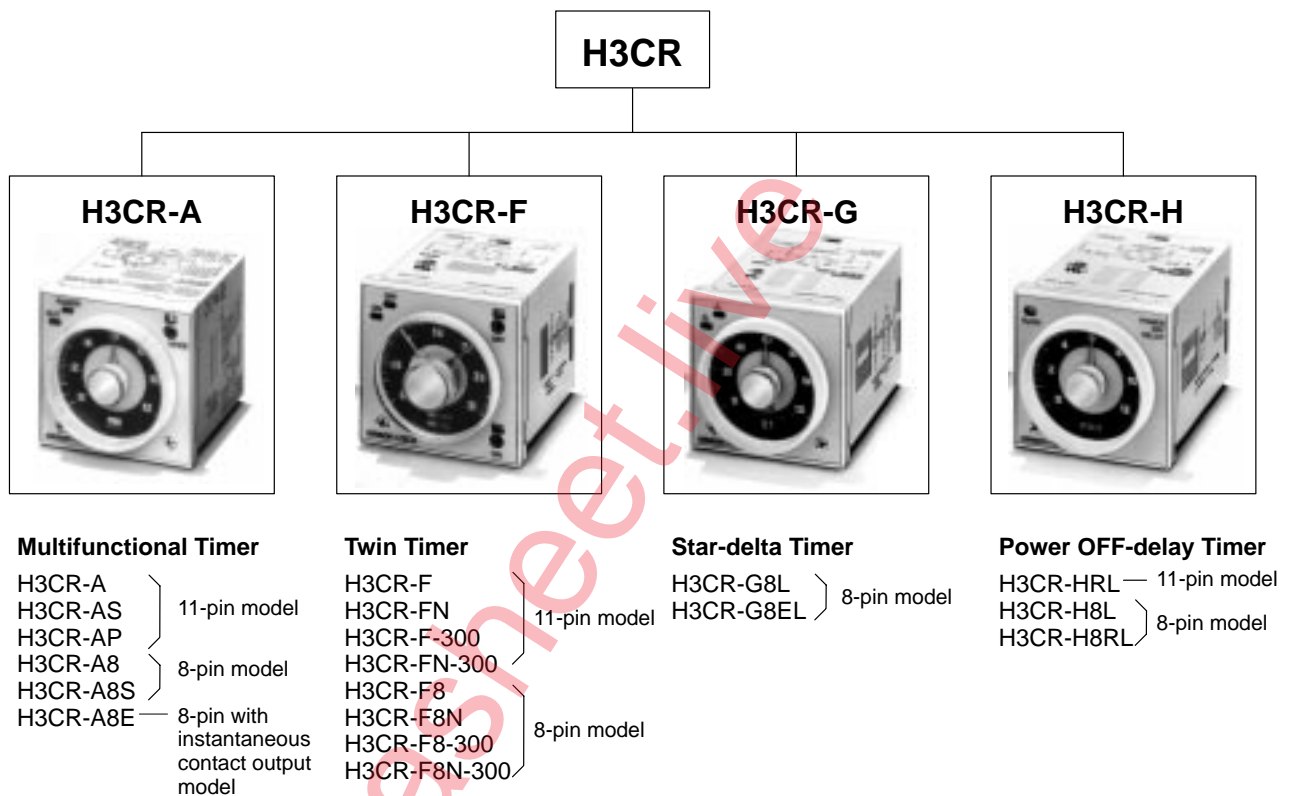 H3CR
H3CR-A
H3CR-F
H3CR-G
H3CR-H
Multifunctional Timer
H3CR-A
H3CR-AS
H3CR-AP
11-pin model
H3CR-A8
H3CR-A8S
8-pin model
H3CR-A8E
8-pin with
instantaneous
contact output
model
Twin Timer
H3CR-F
H3CR-FN
H3CR-F-300
H3CR-FN-300
11-pin model
H3CR-F8
H3CR-F8N
H3CR-F8-300
H3CR-F8N-300
8-pin model
Star-delta Timer
H3CR-G8L
H3CR-G8EL
8-pin model
Power OFF-delay Timer
H3CR-HRL
11-pin model
H3CR-H8L
H3CR-H8RL
8-pin model
asheet.live